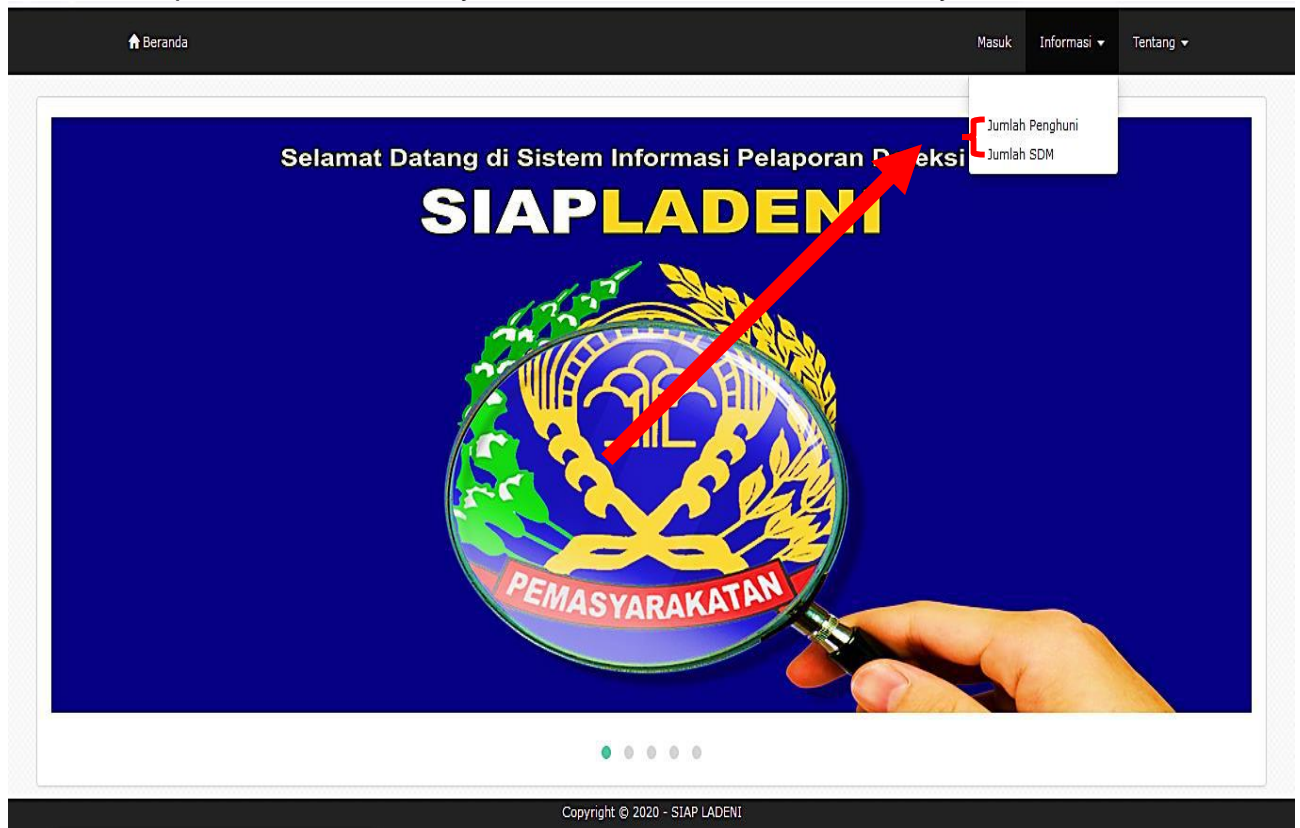 Beranda
Masuk
Informasi
Tentang
Jumlah Penghuni
Jumlah SDM
Selamat Datang di Sistem Informasi Pelaporan
SIAPLADENI
PEMASYARAKATAN
Copyright © 2020 - SIAP LADENI